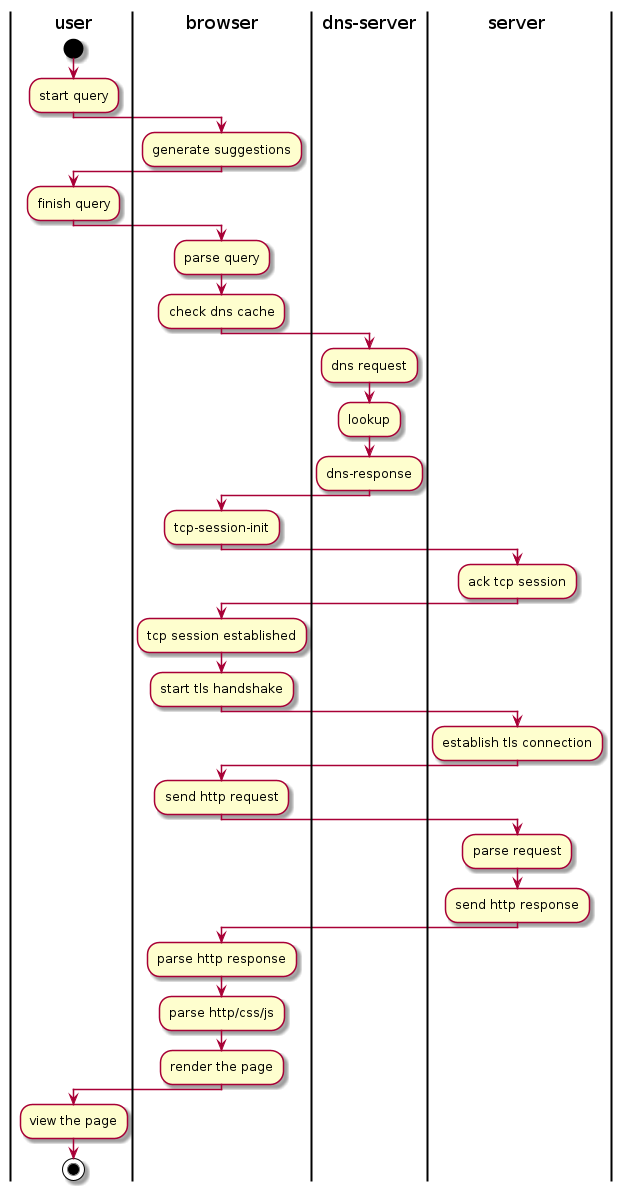 user browser dns-server server
start query
generate suggestions
finish query
parse query
check dns cache
dns request
lookup
dns-response
tcp-session-init
ack tcp session
tcp session established
start tls handshake
establish tls connection
send http request
parse request
send http response
parse http response
parse http/css/js
render the page
view the page